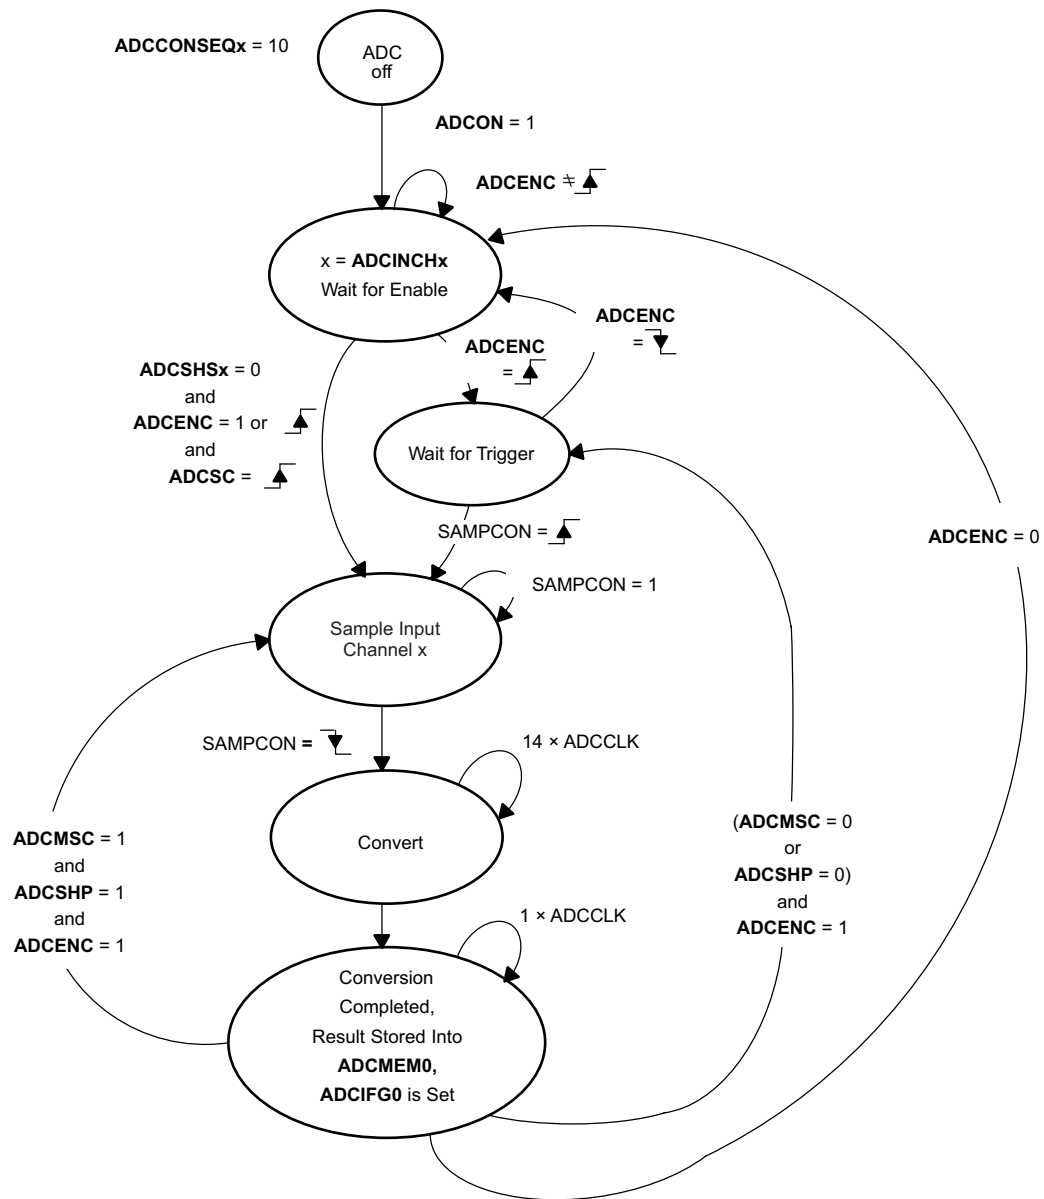 ADCCONSEQx = 10
ADC
off
ADCON = 1
ADCENC ≠
x = ADCINCHx
Wait for Enable
ADCENC
=
ADCENC
=
ADCSHSx = 0
and
ADCENC = 1 or
and
ADCSC =
Wait for Trigger
SAMPCON =
ADCENC = 0
SAMPCON = 1
Sample Input
Channel x
SAMPCON =
14 × ADCCLK
Convert
ADCMSC = 1
and
ADCSHP = 1
and
ADCENC = 1
(ADCMSC = 0
or
ADCSHP = 0)
and
ADCENC = 1
1 × ADCCLK
Conversion
Completed,
Result Stored Into
ADCMEM0,
ADCIFG0 is Set